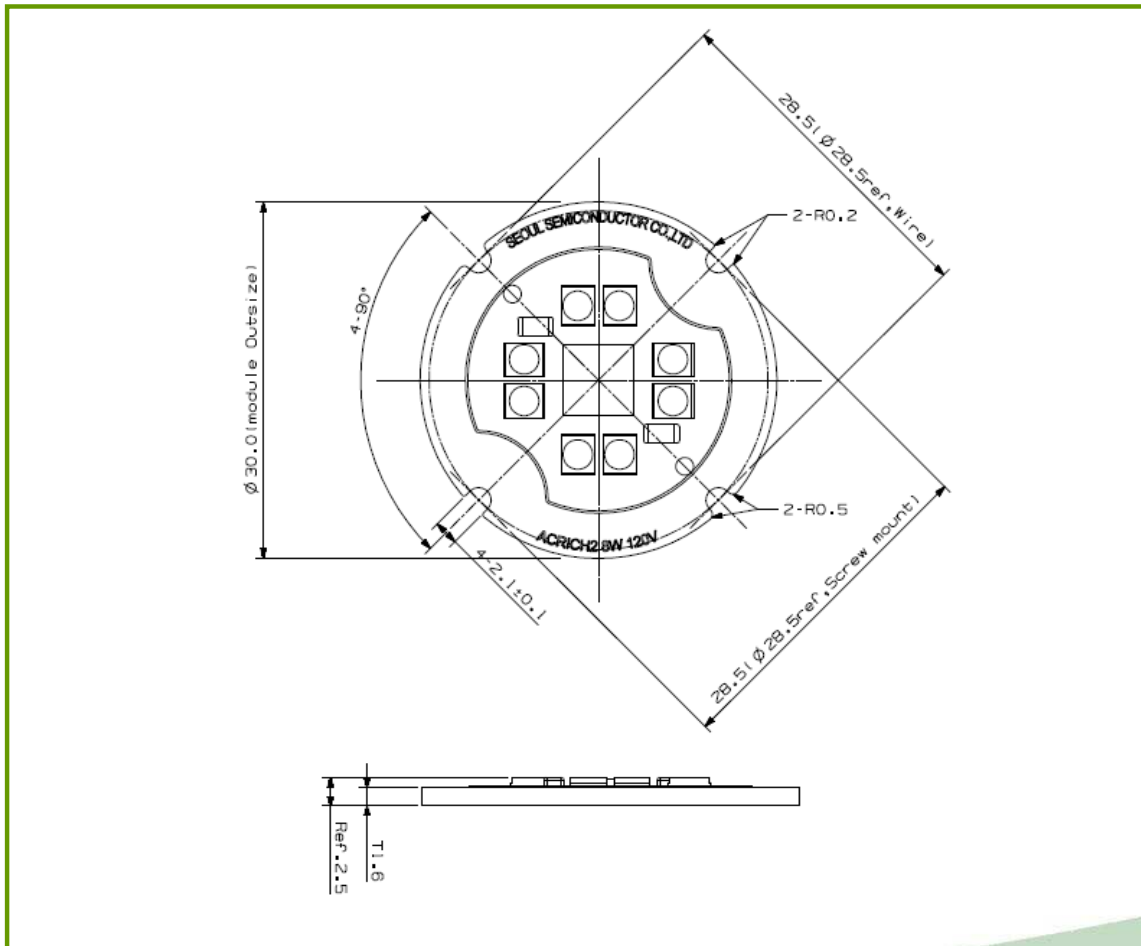 28.5(Ø28.5ref,Wire)
2-R0.2
SEOUL SEMICONDUCTOR CO.,LTD
4-90°
Ø30.0(module Outsize)
2-R0.5
ACRICH2.8W 120V
4-2.1±0.1
28.5(Ø28.5ref,Screw mount)
T1.6
Ref.2.5